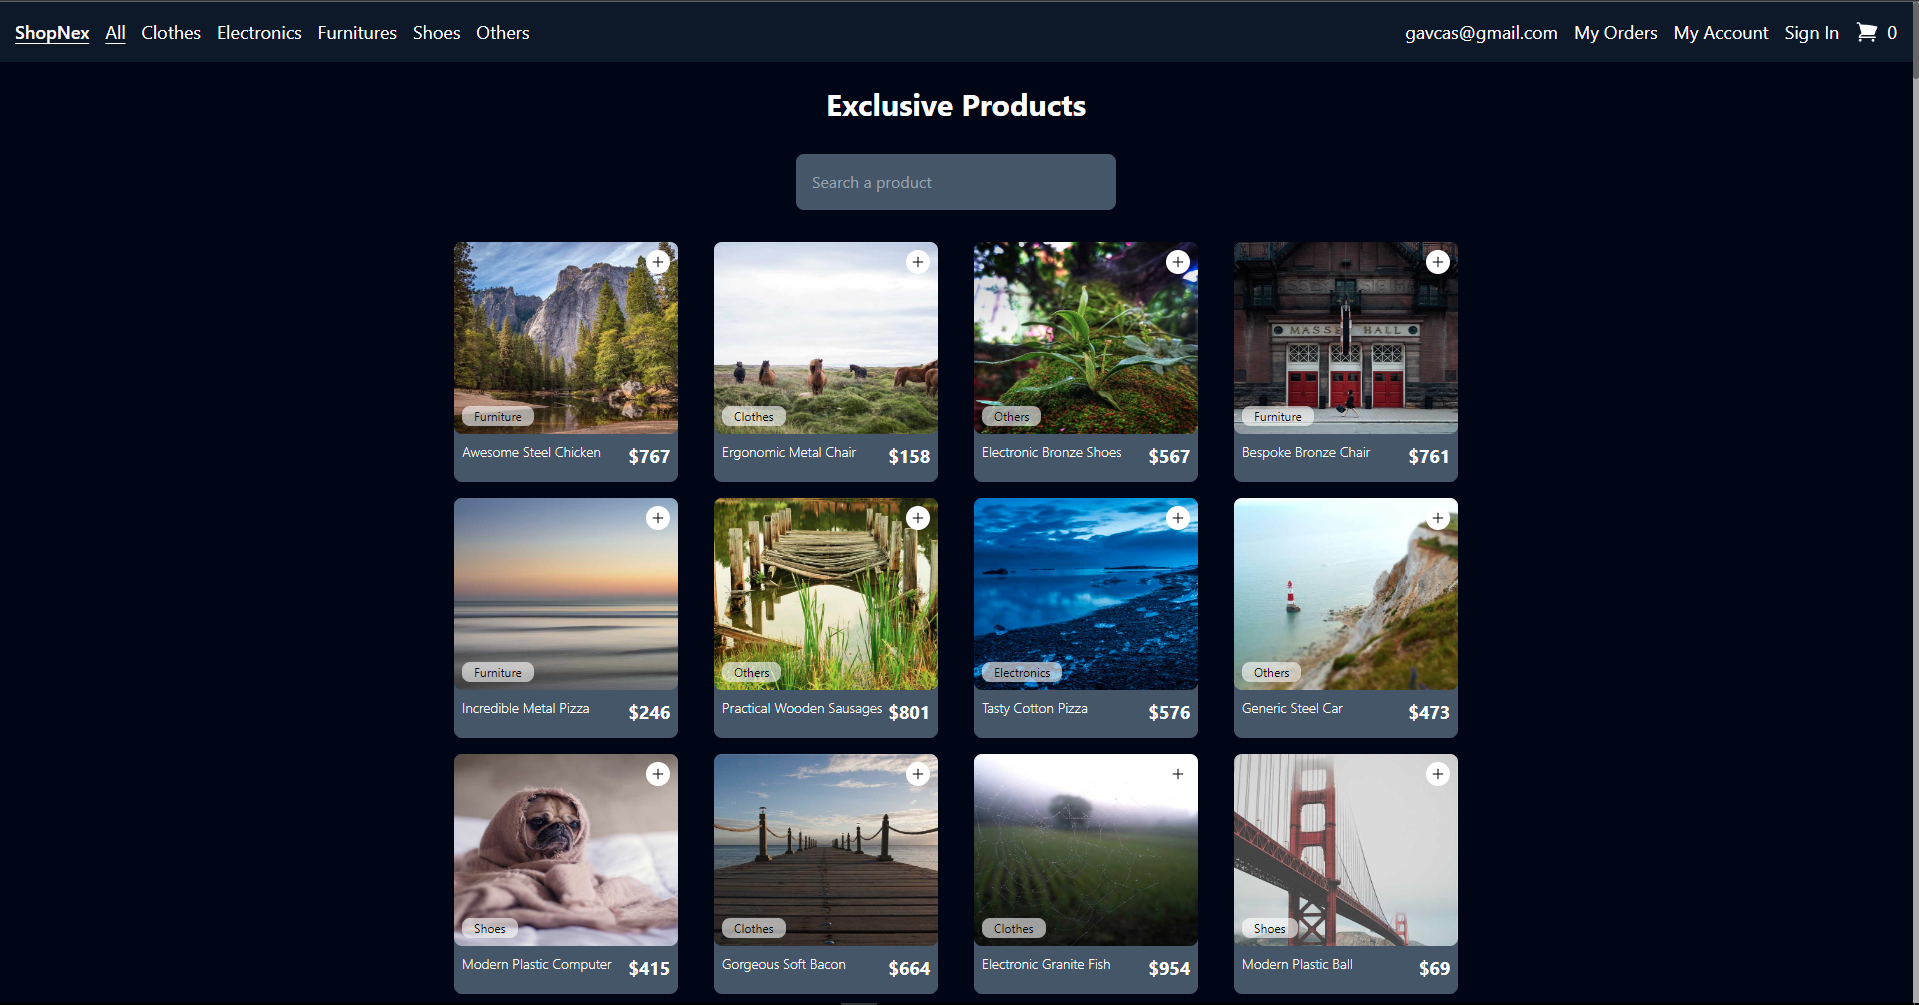 ShopNex All Clothes Electronics Furnitures Shoes Others gavcas@gmail.com My Orders My Account Sign In 0
Exclusive Products
Search a product
Furniture
Awesome Steel Chicken $767
Clothes
Ergonomic Metal Chair $158
Others
Electronic Bronze Shoes $567
MASSEY HALL
Furniture
Bespoke Bronze Chair $761
Furniture
Incredible Metal Pizza $246
Others
Practical Wooden Sausages $801
Electronics
Tasty Cotton Pizza $576
Others
Generic Steel Car $473
Shoes
Modern Plastic Computer $415
Clothes
Gorgeous Soft Bacon $664
Clothes
Electronic Granite Fish $954
Shoes
Modern Plastic Ball $69